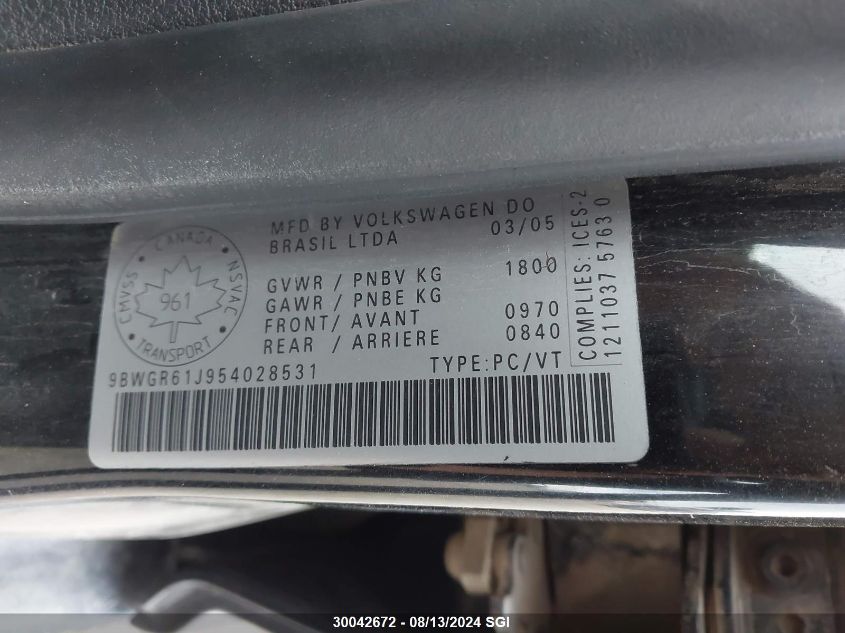 MFD BY VOLKSWAGEN DO
BRASIL LTDA 03/05
GVWR / PNBV KG 1800
GAWR / PNBE KG
FRONT/ AVANT 0970
REAR / ARRIERE 0840
9BWGR61J954028531 TYPE:PC/VT
CANADA
CMVSS 961 NSVAC
TRANSPORT
COMPLIES: ICES-2
1211037 5763 0
30042672 - 08/13/2024 SGI